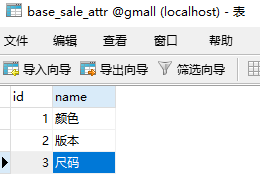 base_sale_attr @gmall (localhost) - 表
文件 编辑 查看 窗口 帮助
导入向导 导出向导 筛选向导
id name
1 颜色
2 版本
3 尺码